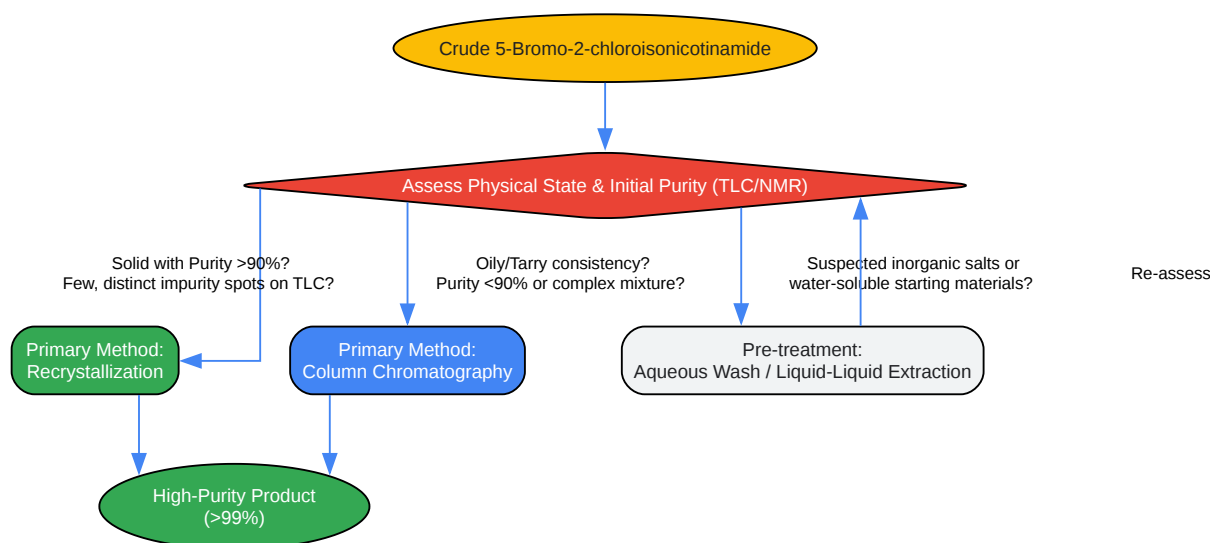 Crude 5-Bromo-2-chloroisonicotinamide
Assess Physical State & Initial Purity (TLC/NMR)
Solid with Purity >90%?
Few, distinct impurity spots on TLC?
Oily/Tarry consistency?
Purity <90% or complex mixture?
Suspected inorganic salts or
water-soluble starting materials?
Re-assess
Primary Method:
Recrystallization
Primary Method:
Column Chromatography
Pre-treatment:
Aqueous Wash / Liquid-Liquid Extraction
High-Purity Product
(>99%)